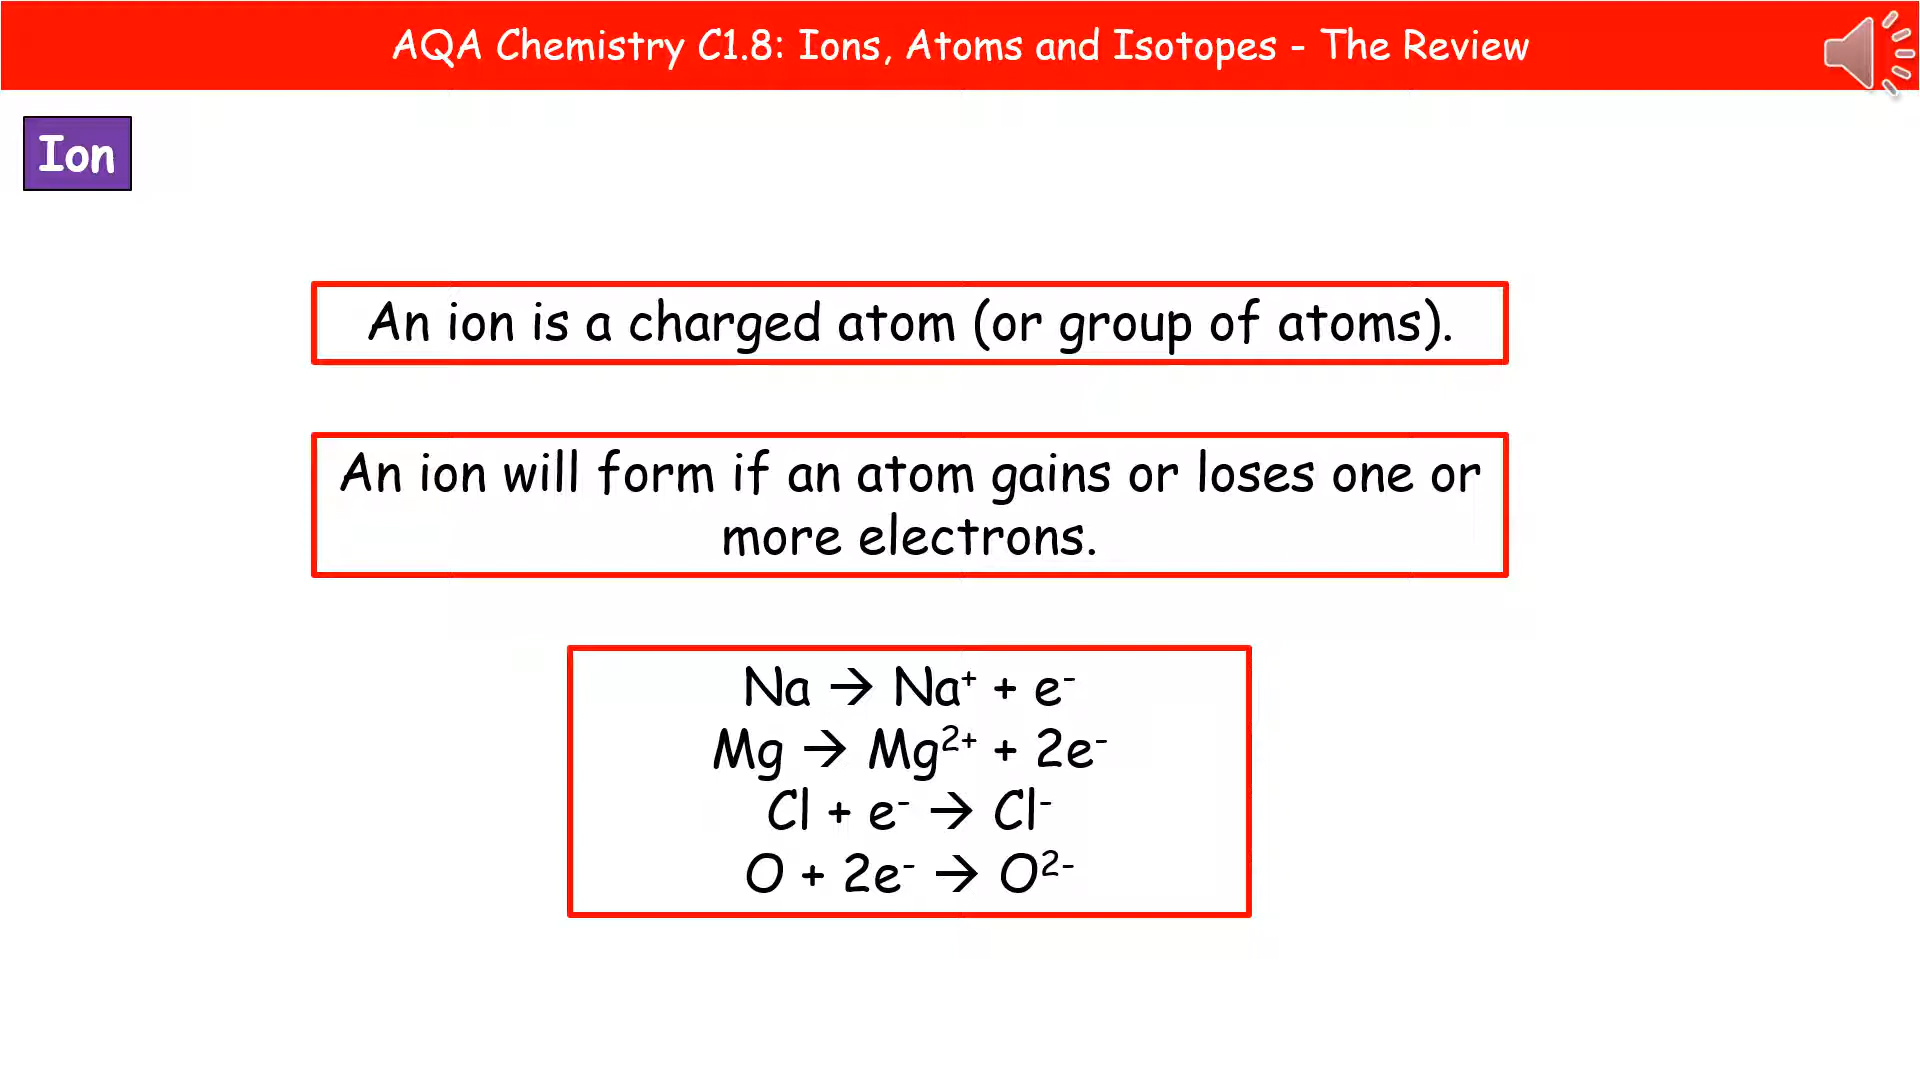 AQA Chemistry C1.8: Ions, Atoms and Isotopes - The Review
Ion
An ion is a charged atom (or group of atoms).
An ion will form if an atom gains or loses one or
more electrons.
Na → Na⁺ + e⁻
Mg → Mg²⁺ + 2e⁻
Cl + e⁻ → Cl⁻
O + 2e⁻ → O²⁻